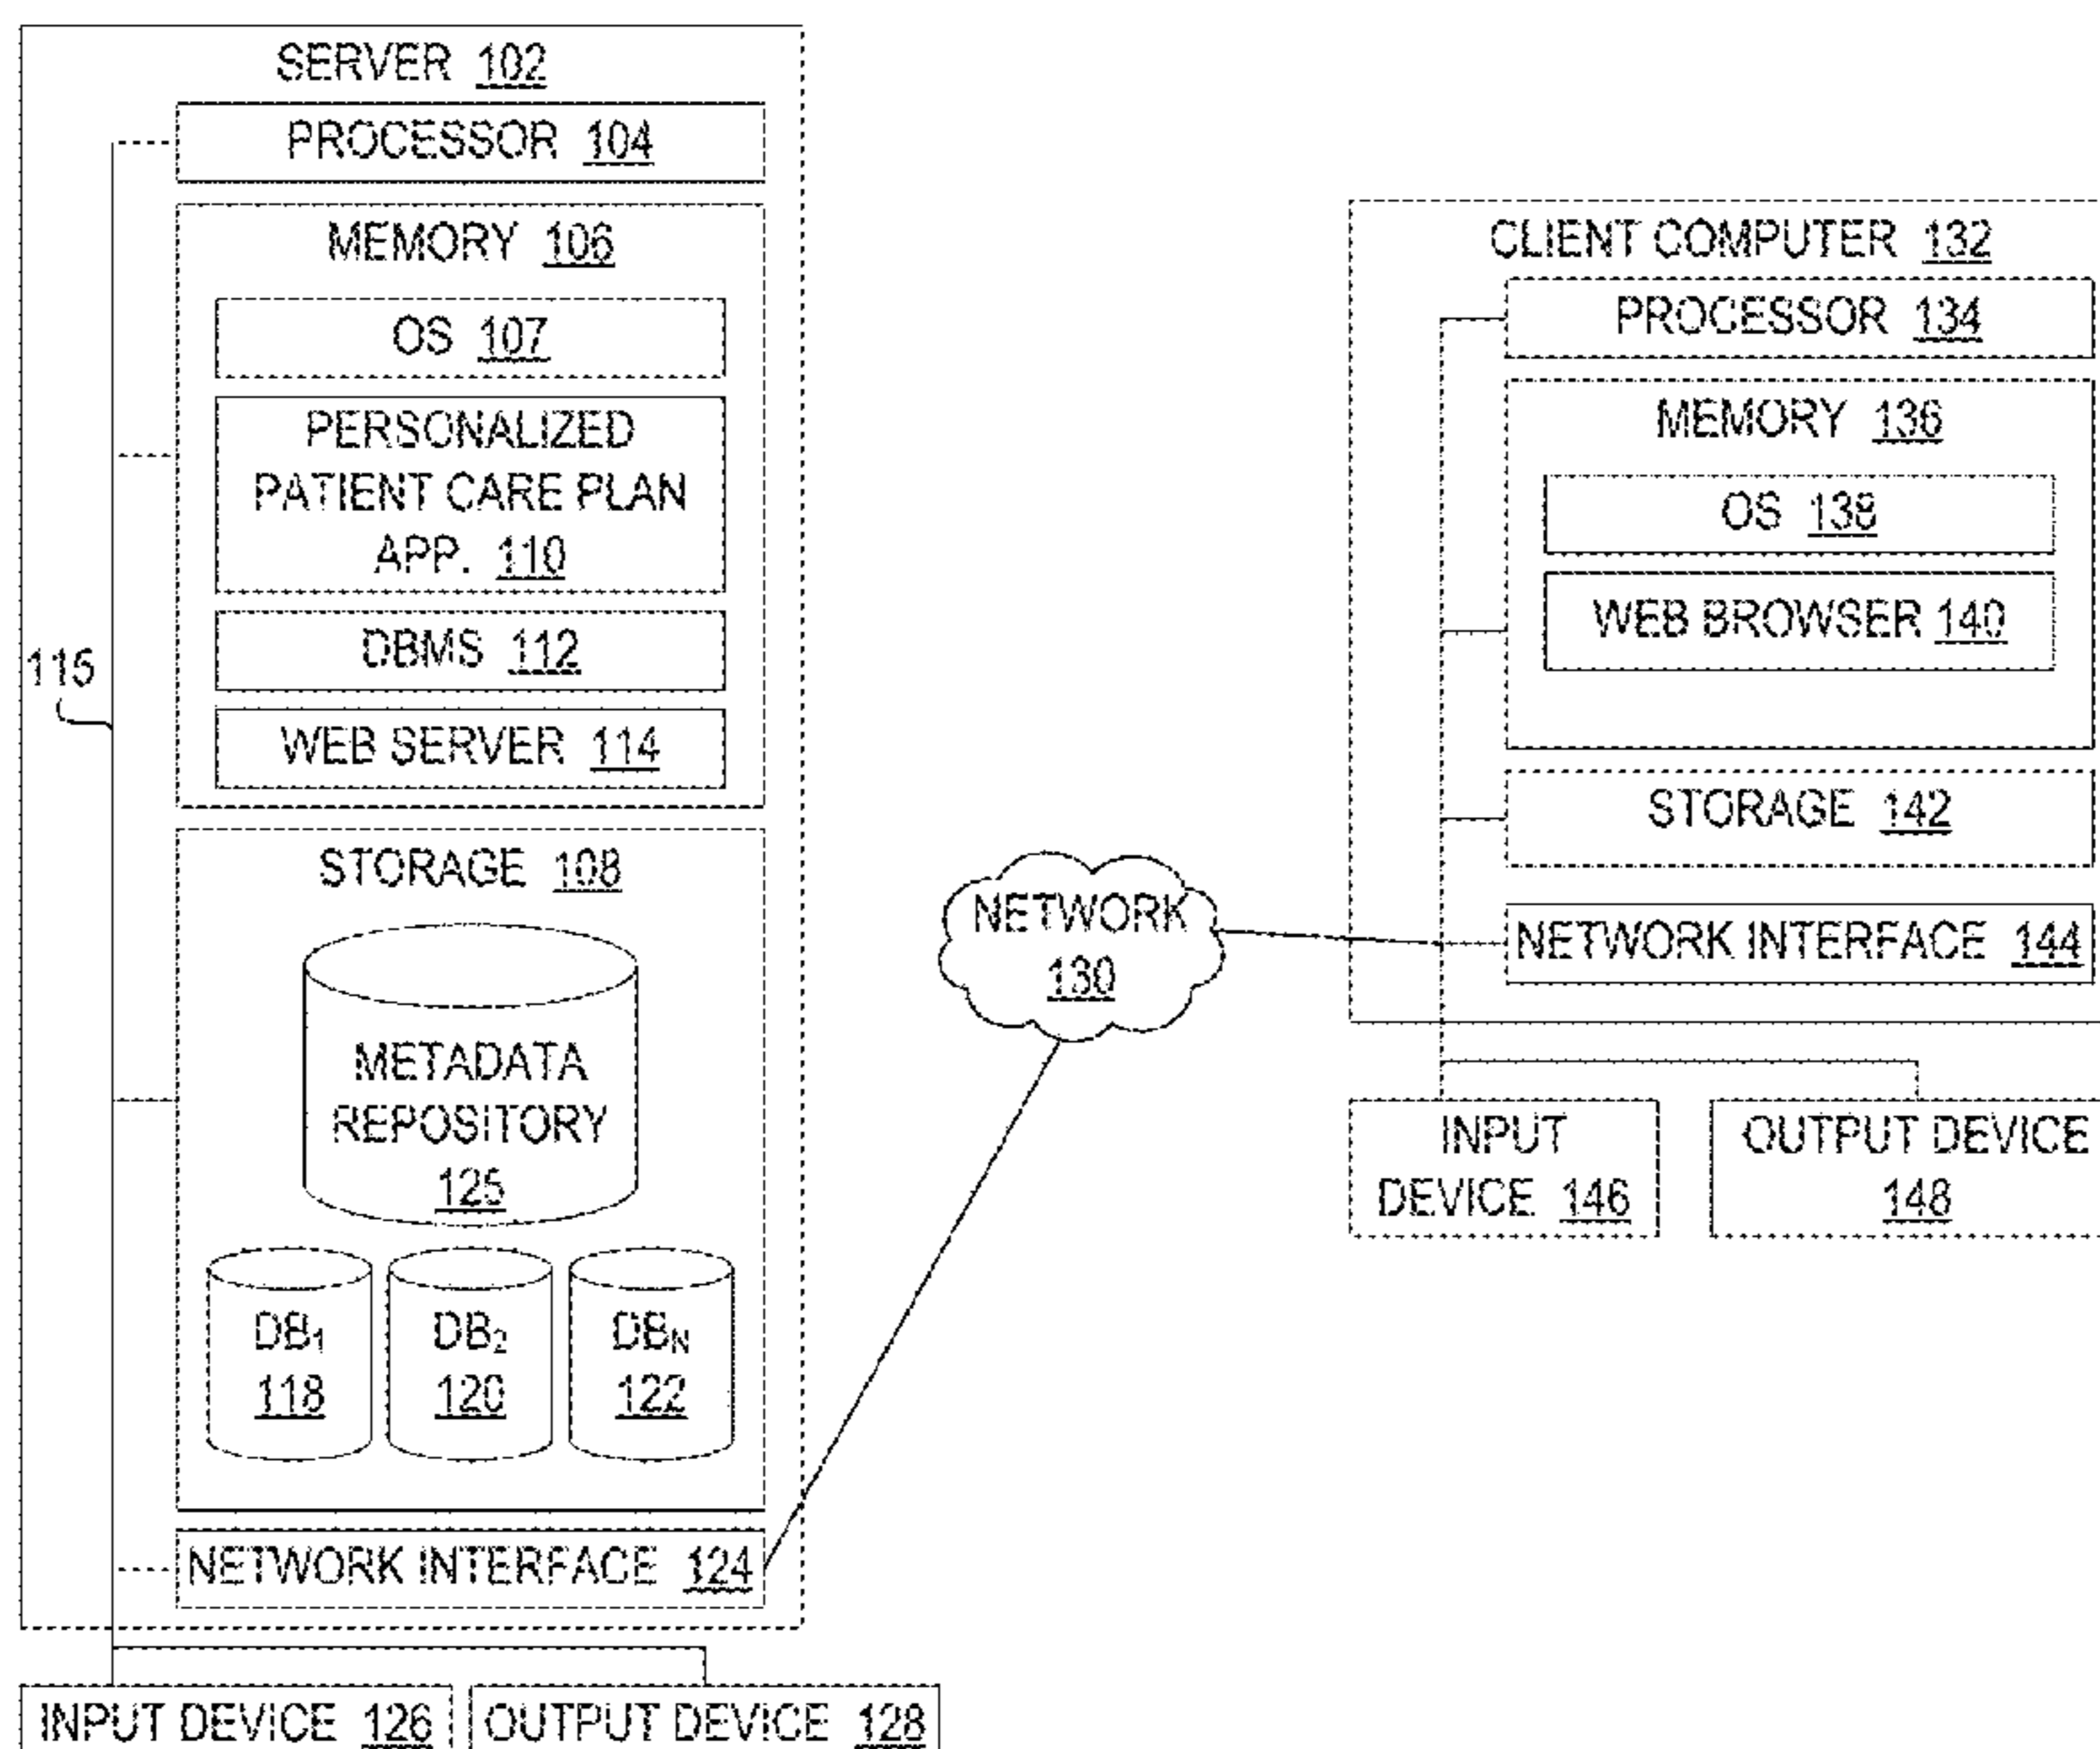 SERVER 102
PROCESSOR 104
MEMORY 106
OS 107
PERSONALIZED
PATIENT CARE PLAN
APP. 110
DBMS 112
WEB SERVER 114
115
STORAGE 108
METADATA
REPOSITORY
125
DB1
118
DB2
120
DBN
122
NETWORK INTERFACE 124
INPUT DEVICE 126
OUTPUT DEVICE 128
NETWORK
130
CLIENT COMPUTER 132
PROCESSOR 134
MEMORY 136
OS 138
WEB BROWSER 140
STORAGE 142
NETWORK INTERFACE 144
INPUT
DEVICE 146
OUTPUT DEVICE
148